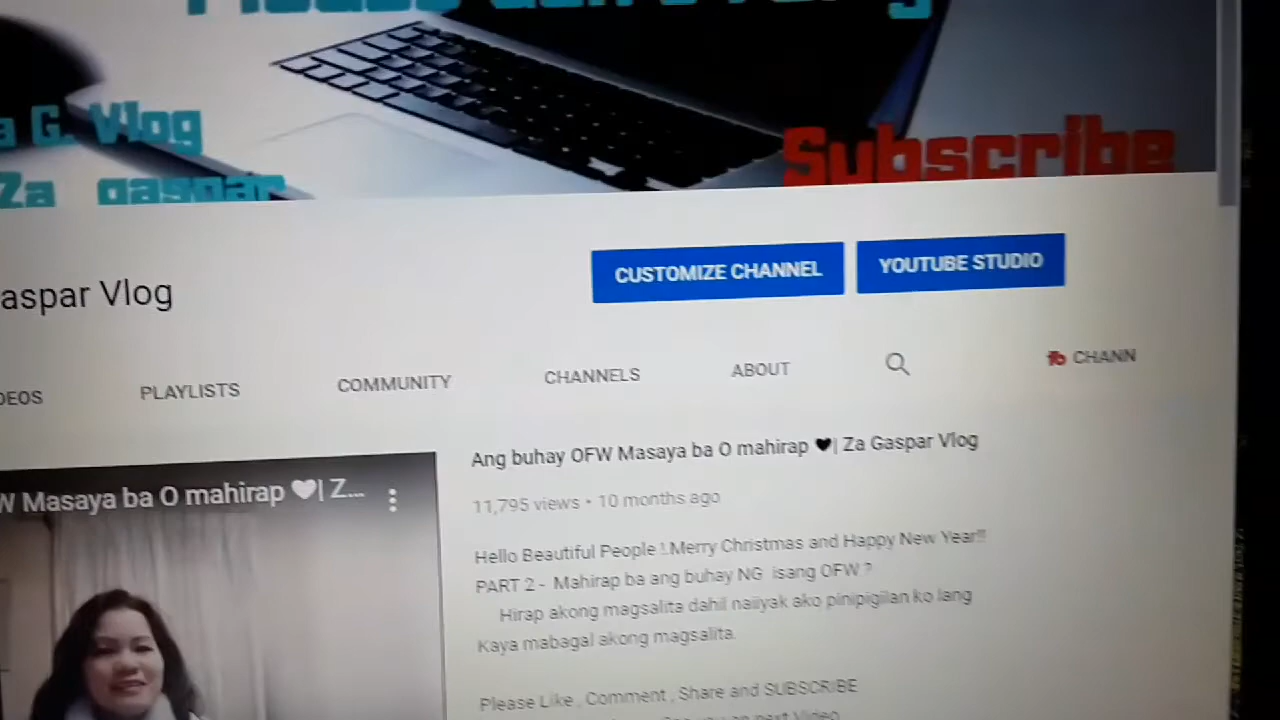 G. Vlog
Za gaspar
Subscribe
aspar Vlog
CUSTOMIZE CHANNEL
YOUTUBE STUDIO
DEOS
PLAYLISTS
COMMUNITY
CHANNELS
ABOUT
CHANN
Ang buhay OFW Masaya ba O mahirap 🖤| Za Gaspar Vlog
W Masaya ba O mahirap 🤍| Z...
11,795 views • 10 months ago
Hello Beautiful People !.Merry Christmas and Happy New Year!!!
PART 2 - Mahirap ba ang buhay NG isang OFW ?
Hirap akong magsalita dahil naiiyak ako pinipigilan ko lang
Kaya mabagal akong magsalita.
Please Like , Comment , Share and SUBSCRIBE
next Video